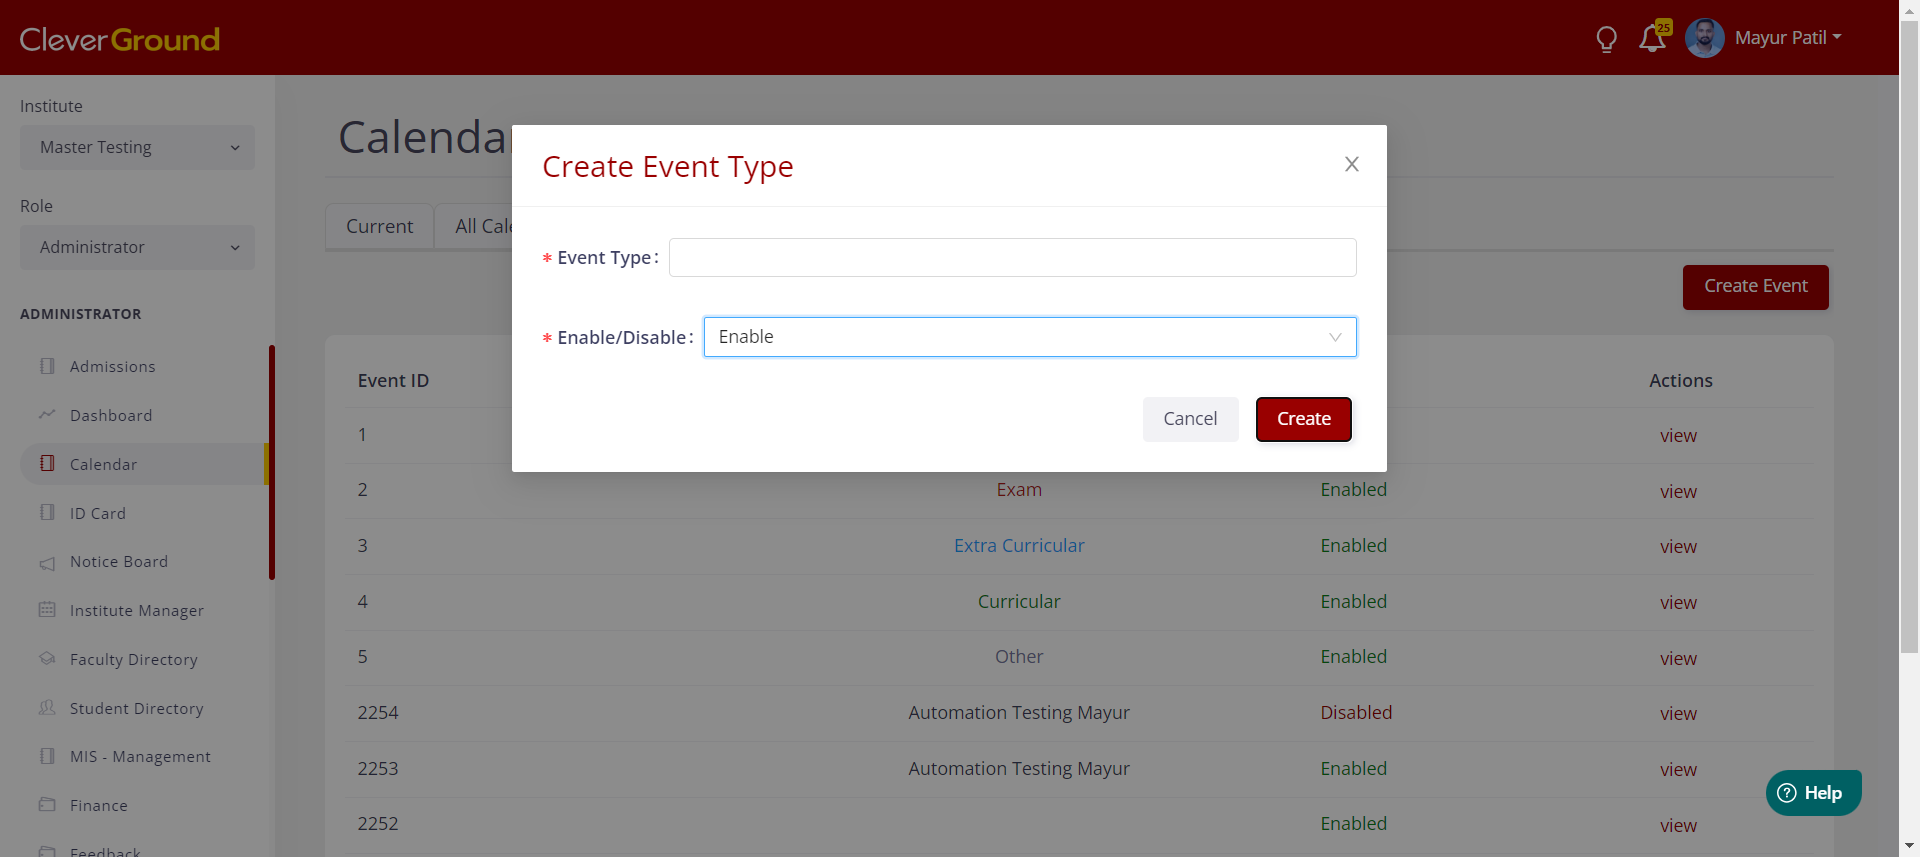 CleverGround
25
Mayur Patil
Institute
Master Testing
Role
Administrator
ADMINISTRATOR
Admissions
Dashboard
Calendar
ID Card
Notice Board
Institute Manager
Faculty Directory
Student Directory
MIS - Management
Finance
Feedback
Calendar
Current
All Cale
Create Event
Create Event Type
* Event Type :
* Enable/Disable : Enable
Cancel Create
Event ID Actions
1 view
2 Exam Enabled view
3 Extra Curricular Enabled view
4 Curricular Enabled view
5 Other Enabled view
2254 Automation Testing Mayur Disabled view
2253 Automation Testing Mayur Enabled view
2252 Enabled view
Help